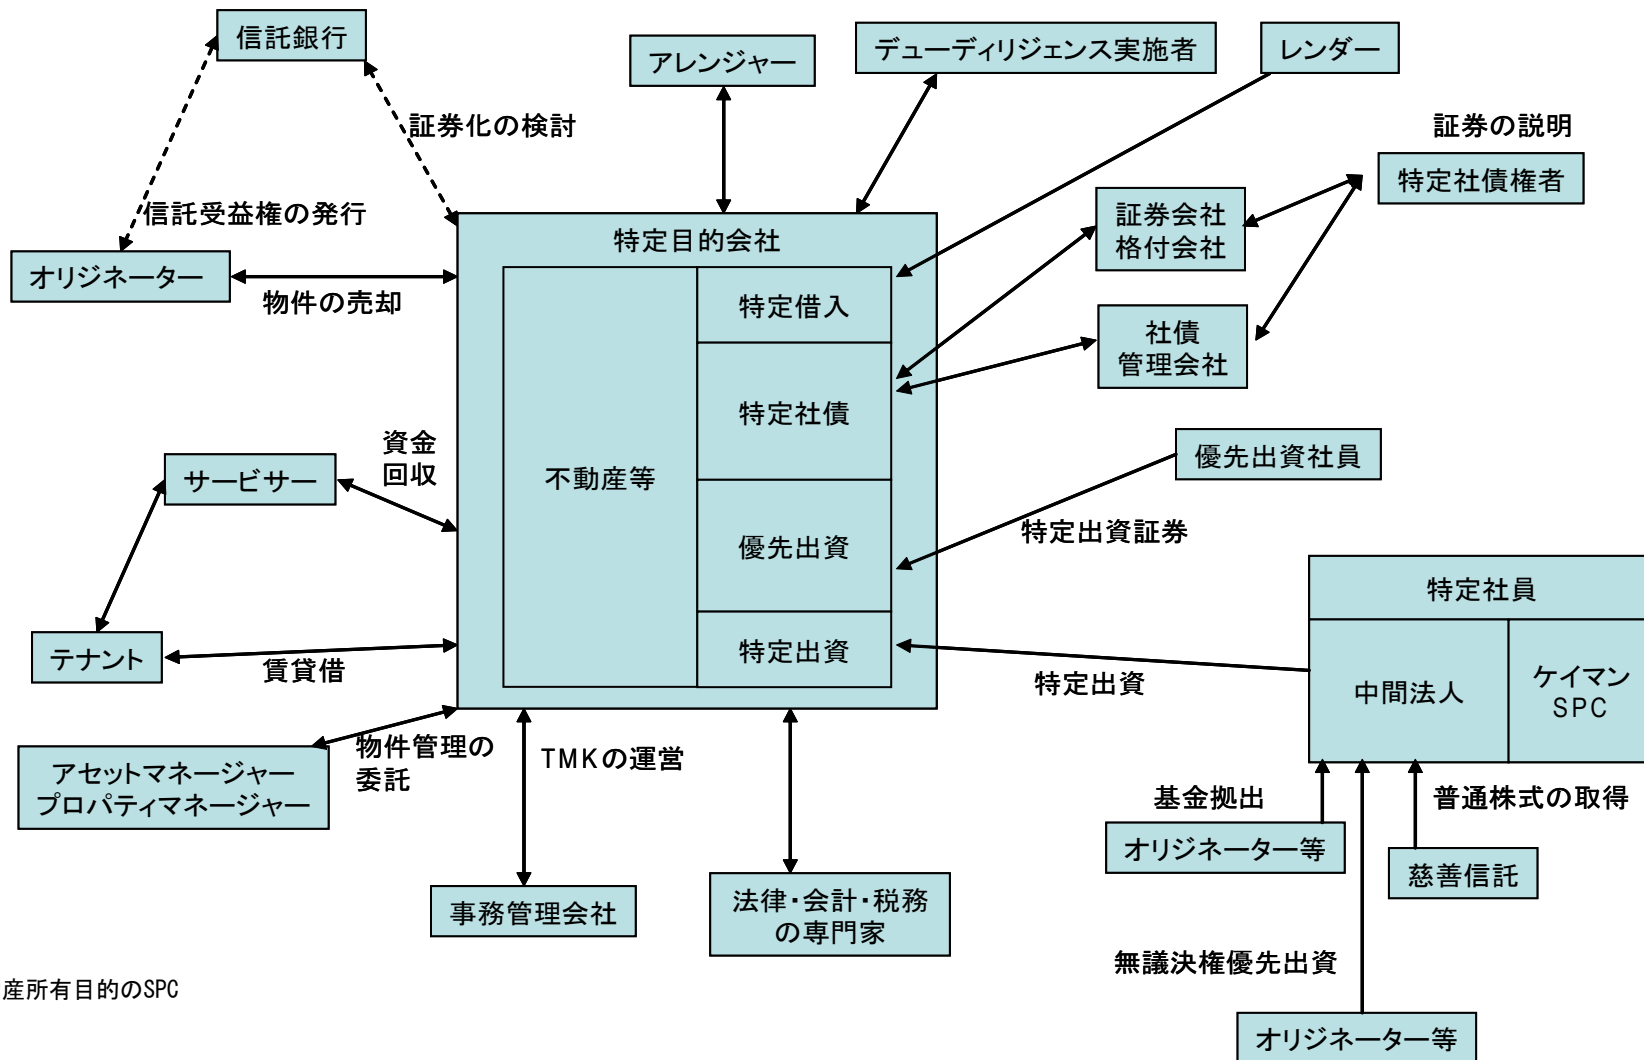 信託銀行
アレンジャー
デューディリジェンス実施者
レンダー
証券化の検討
証券の説明
特定社債権者
信託受益権の発行
証券会社
格付会社
オリジネーター
物件の売却
特定目的会社
特定借入
社債
管理会社
特定社債
資金
回収
サービサー
不動産等
優先出資社員
優先出資
特定出資証券
特定社員
テナント
賃貸借
特定出資
特定出資
中間法人
ケイマン
SPC
アセットマネージャー
プロパティマネージャー
物件管理の
委託
TMKの運営
基金拠出
普通株式の取得
オリジネーター等
慈善信託
事務管理会社
法律・会計・税務
の専門家
無議決権優先出資
産所有目的のSPC
オリジネーター等